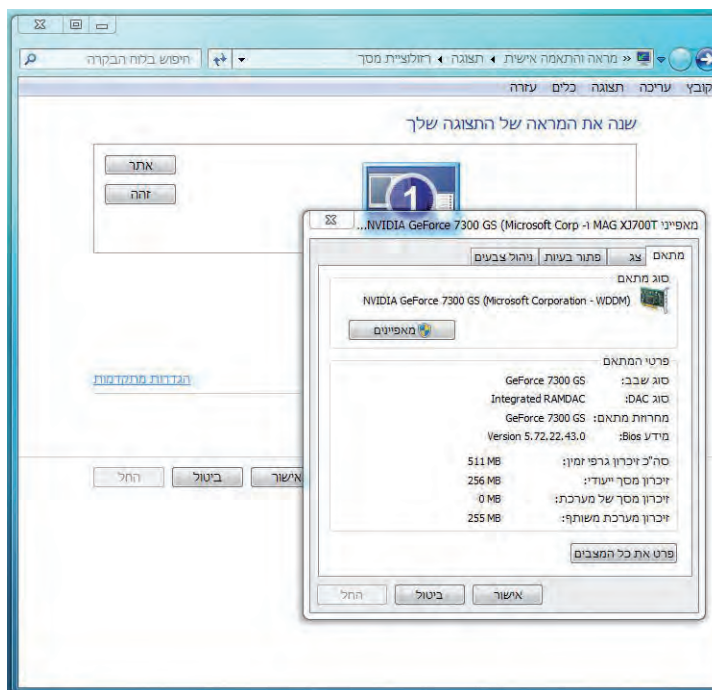 « מראה והתאמה אישית ◂ תצוגה ◂ רזולוציית מסך
חיפוש בלוח הבקרה
קובץ עריכה תצוגה כלים עזרה
שנה את המראה של התצוגה שלך
אתר
זהה
1
מאפייני MAG XJ700T ו- NVIDIA GeForce 7300 GS (Microsoft Corp...
מתאם צג פתור בעיות ניהול צבעים
סוג מתאם
NVIDIA GeForce 7300 GS (Microsoft Corporation - WDDM)
מאפיינים
פרטי המתאם
סוג שבב: GeForce 7300 GS
סוג DAC: Integrated RAMDAC
מחרוזת מתאם: GeForce 7300 GS
מידע Bios: Version 5.72.22.43.0
סה"כ זיכרון גרפי זמין: 511 MB
זיכרון מסך ייעודי: 256 MB
זיכרון מסך של מערכת: 0 MB
זיכרון מערכת משותף: 255 MB
פרט את כל המצבים
אישור ביטול החל
הגדרות מתקדמות
אישור ביטול החל